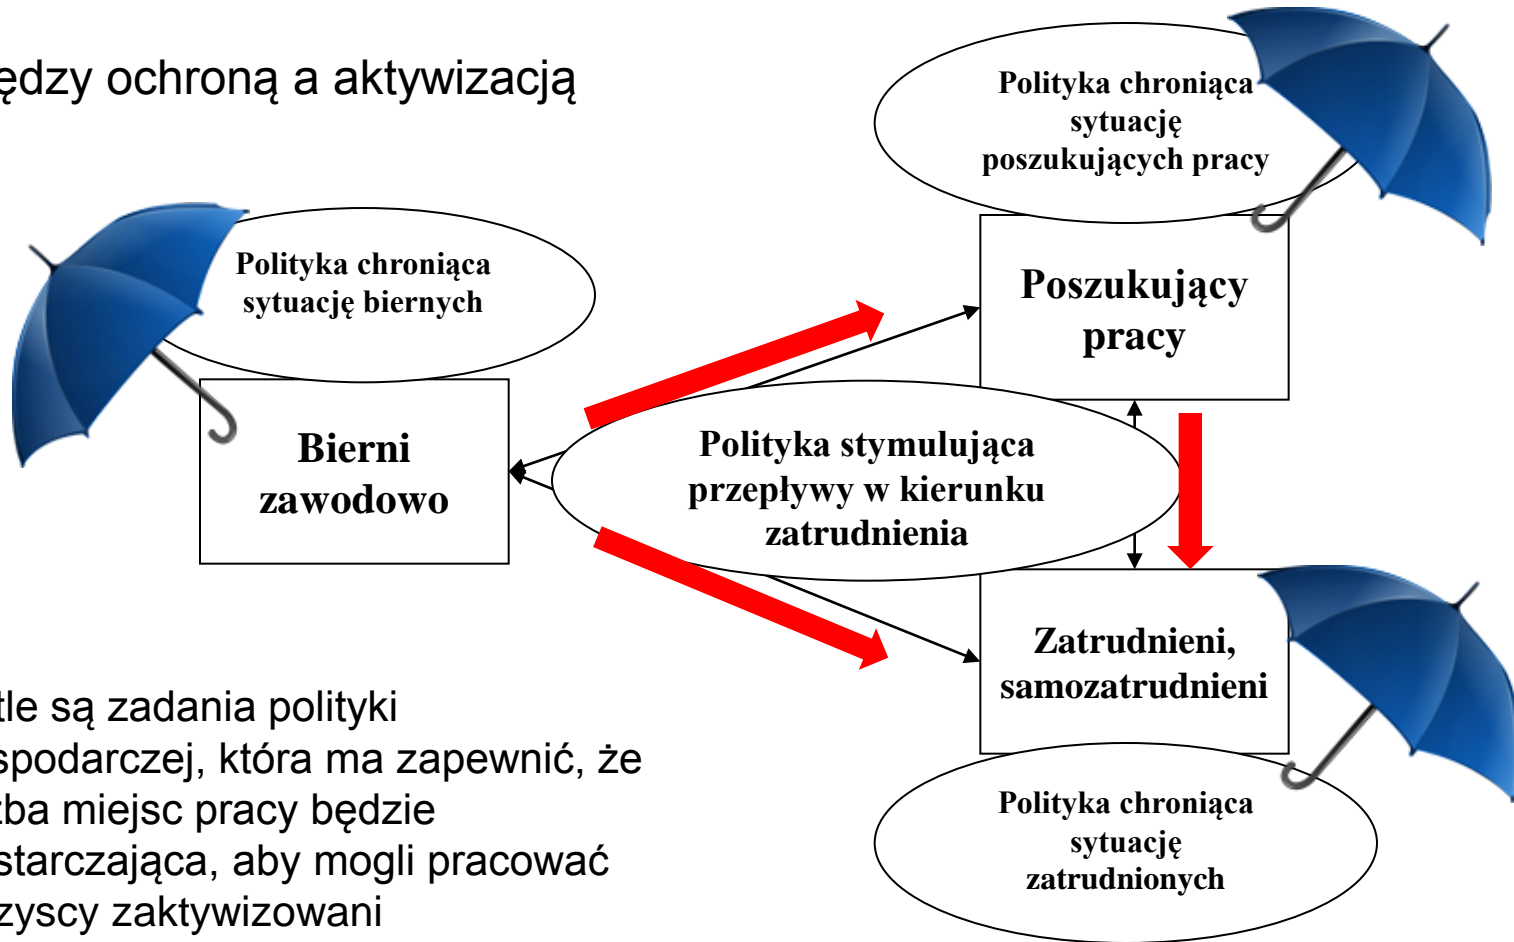 ędzy ochroną a aktywizacją
Polityka chroniąca
sytuację
poszukujących pracy
Polityka chroniąca
sytuację biernych
Poszukujący
pracy
Bierni
zawodowo
Polityka stymulująca
przepływy w kierunku
zatrudnienia
Zatrudnieni,
samozatrudnieni
tle są zadania polityki
spodarczej, która ma zapewnić, że
zba miejsc pracy będzie
starczająca, aby mogli pracować
zyscy zaktywizowani
Polityka chroniąca
sytuację
zatrudnionych